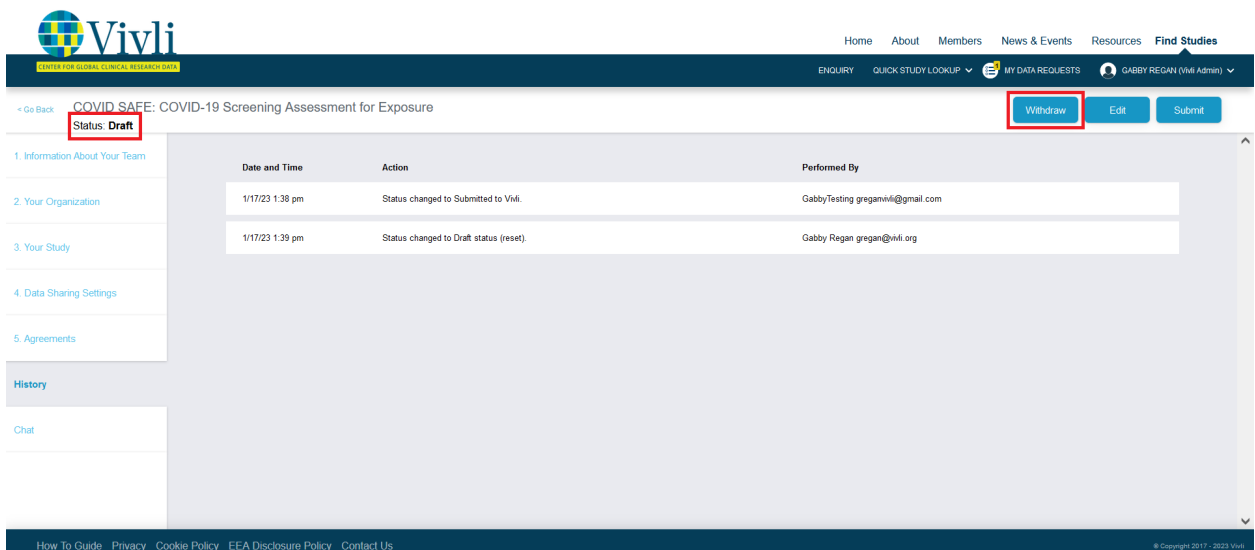 Vivli
CENTER FOR GLOBAL CLINICAL RESEARCH DATA
Home About Members News & Events Resources Find Studies
ENQUIRY QUICK STUDY LOOKUP 1 MY DATA REQUESTS GABBY REGAN (Vivli Admin)
< Go Back COVID SAFE: COVID-19 Screening Assessment for Exposure
Status: Draft
Withdraw Edit Submit
1. Information About Your Team
2. Your Organization
3. Your Study
4. Data Sharing Settings
5. Agreements
History
Chat
Date and Time Action Performed By
1/17/23 1:38 pm Status changed to Submitted to Vivli. GabbyTesting greganvivli@gmail.com
1/17/23 1:39 pm Status changed to Draft status (reset). Gabby Regan gregan@vivli.org
How To Guide Privacy Cookie Policy EEA Disclosure Policy Contact Us
© Copyright 2017 - 2023 Vivli